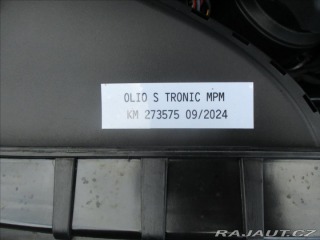 OLIO S TRONIC MPM
KM 273575 09/2024
RAJAUT.CZ